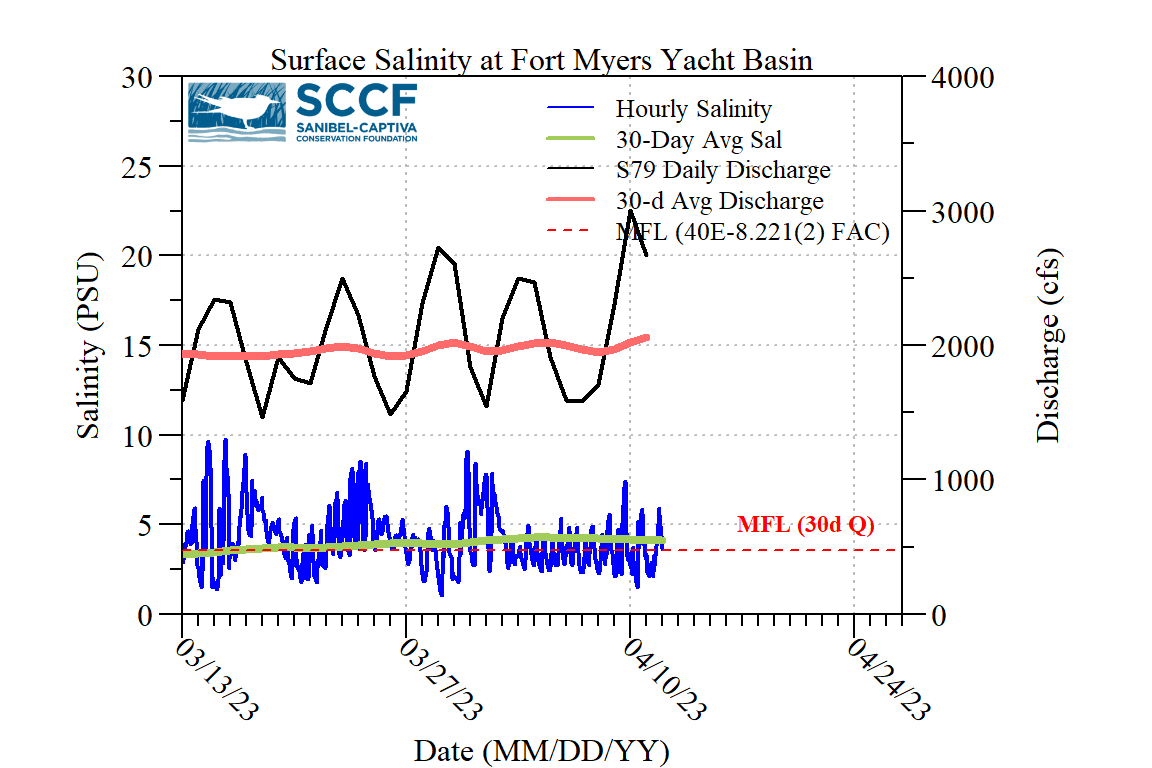 Surface Salinity at Fort Myers Yacht Basin
SCCF
SANIBEL-CAPTIVA
CONSERVATION FOUNDATION
Hourly Salinity
30-Day Avg Sal
S79 Daily Discharge
30-d Avg Discharge
MFL (40E-8.221(2) FAC)
30
25
20
15
10
5
0
Salinity (PSU)
4000
3000
2000
1000
0
Discharge (cfs)
MFL (30d Q)
03/13/23
03/27/23
04/10/23
04/24/23
Date (MM/DD/YY)